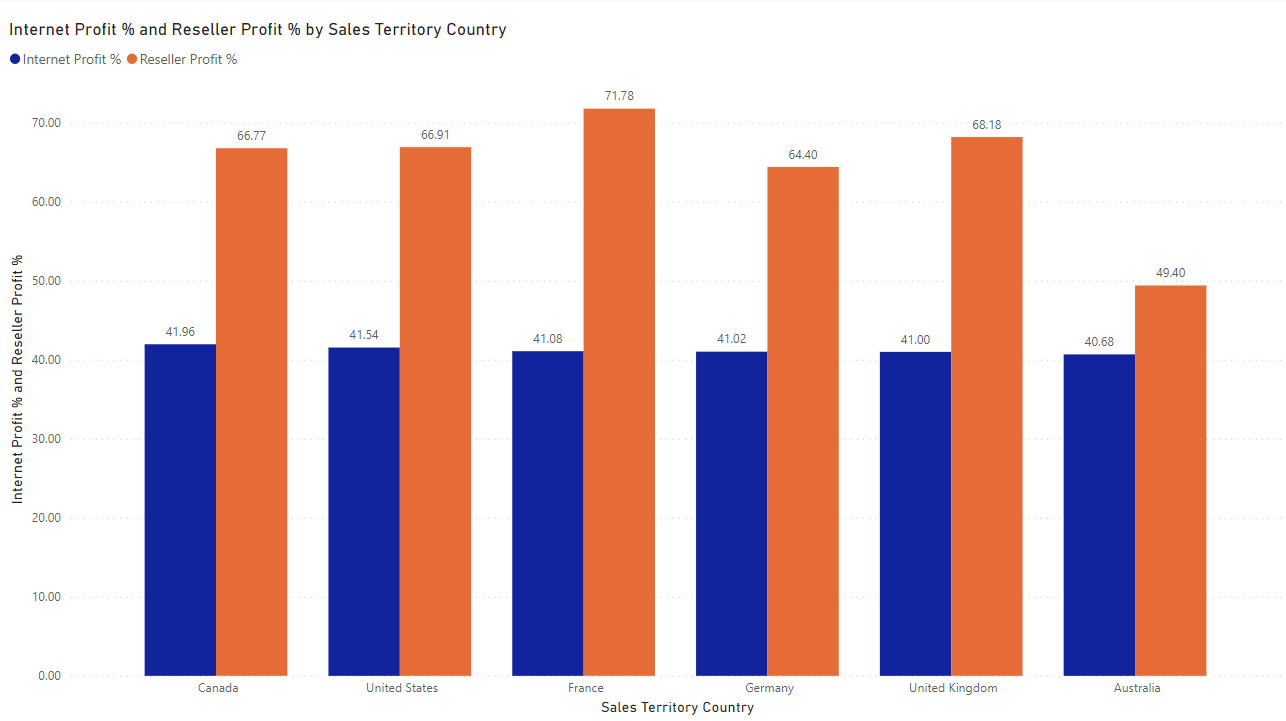 Internet Profit % and Reseller Profit % by Sales Territory Country
Internet Profit % Reseller Profit %
Internet Profit % and Reseller Profit %
70.00
60.00
50.00
40.00
30.00
20.00
10.00
0.00
41.96
66.77
41.54
66.91
41.08
71.78
41.02
64.40
41.00
68.18
40.68
49.40
Canada
United States
France
Germany
United Kingdom
Australia
Sales Territory Country